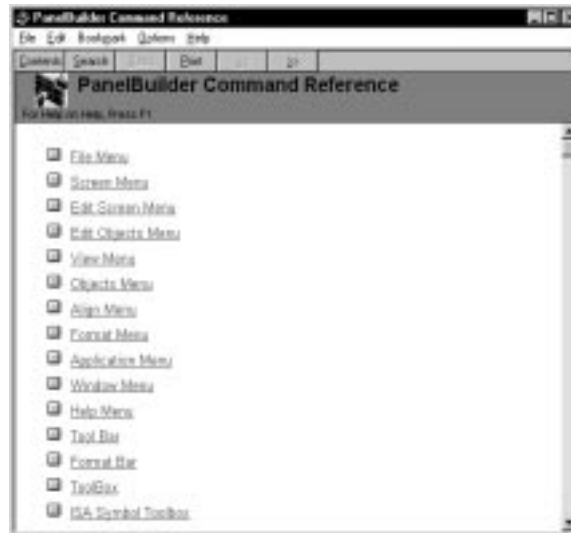 PanelBuilder Command Reference
File Edit Bookmark Options Help
Contents Search Print
PanelBuilder Command Reference
For Help on Help, Press F1
File Menu
Screen Menu
Edit Screen Menu
Edit Objects Menu
View Menu
Objects Menu
Align Menu
Format Menu
Application Menu
Window Menu
Help Menu
Tool Bar
Format Bar
ToolBox
ISA Symbol Toolbox